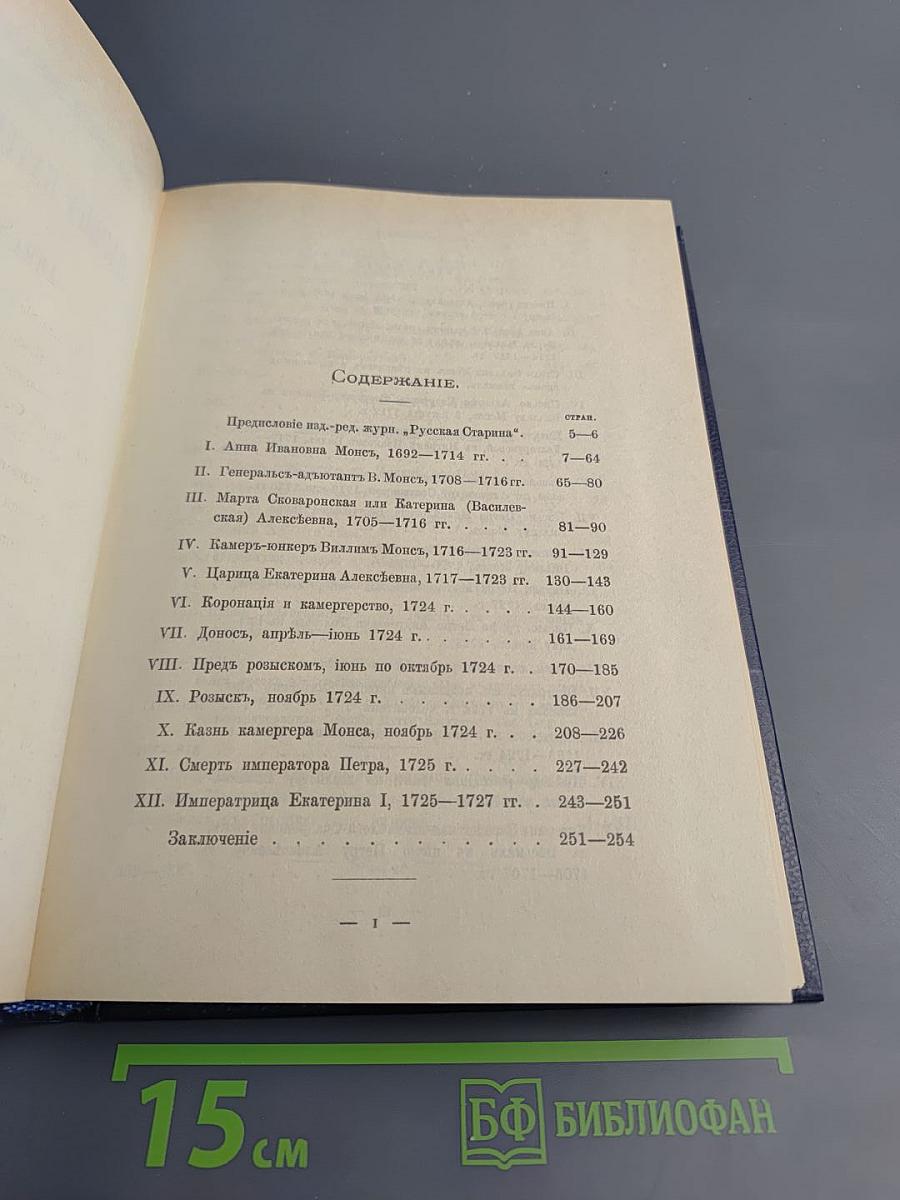 Содержаніе.
стран.
Предисловіе изд.-ред. журн. „Русская Старина“. 5—6
I. Анна Ивановна Монсъ, 1692—1714 гг. . . 7—64
II. Генеральсъ-адъютантъ В. Монсъ, 1708—1716 гг. 65—80
III. Марта Сковаронская или Катерина (Василев-
ская) Алексѣевна, 1705—1716 гг. . . . . 81—90
IV. Камеръ-юнкеръ Виллимъ Монсъ, 1716—1723 гг. 91—129
V. Царица Екатерина Алексѣевна, 1717—1723 гг. 130—143
VI. Коронація и камергерство, 1724 г. . . . . 144—160
VII. Доносъ, апрѣль—іюнь 1724 г. . . . . . 161—169
VIII. Предъ розыскомъ, іюнь по октябрь 1724 г. . 170—185
IX. Розыскъ, ноябрь 1724 г. . . . . . . . 186—207
X. Казнь камергера Монса, ноябрь 1724 г. . . 208—226
XI. Смерть императора Петра, 1725 г. . . . . 227—242
XII. Императрица Екатерина I, 1725—1727 гг. . 243—251
Заключеніе . . . . . . . . . . . . 251—254
— I —
15 см
БФ БИБЛИОФАН